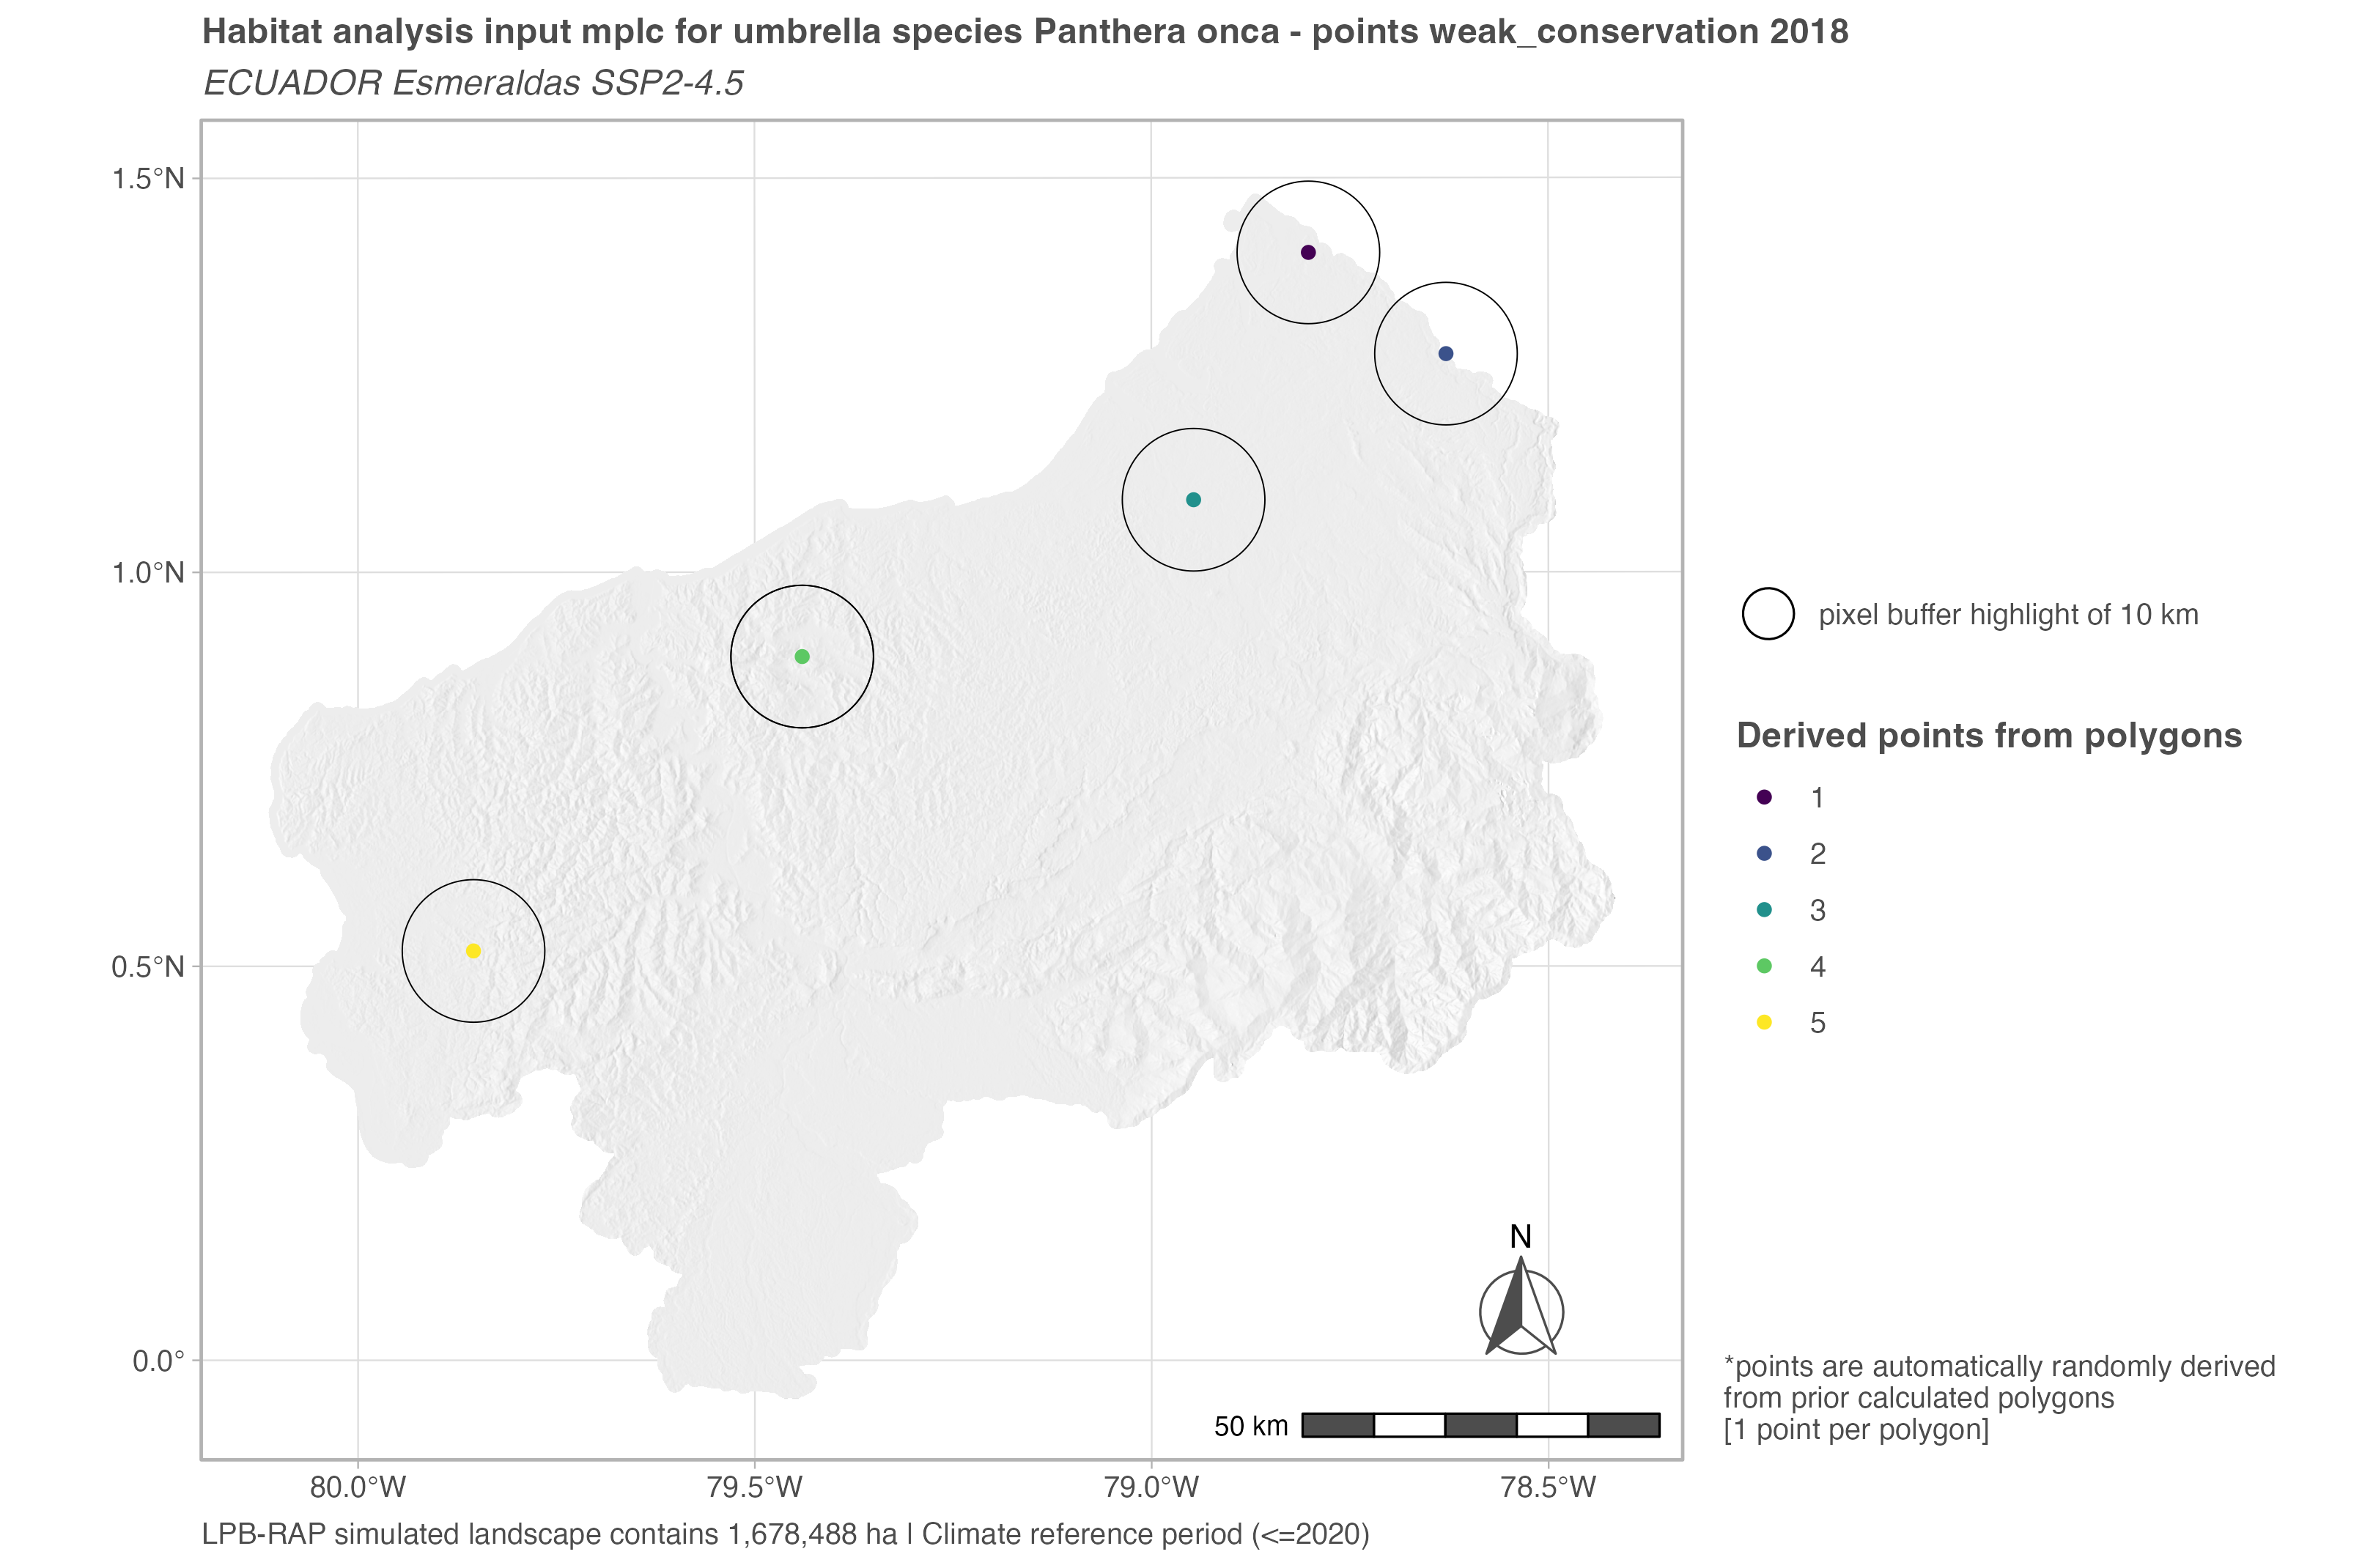 Habitat analysis input mplc for umbrella species Panthera onca - points weak_conservation 2018
ECUADOR Esmeraldas SSP2-4.5
1.5°N
1.0°N
0.5°N
0.0°
80.0°W
79.5°W
79.0°W
78.5°W
N
50 km
pixel buffer highlight of 10 km
Derived points from polygons
1
2
3
4
5
*points are automatically randomly derived
from prior calculated polygons
[1 point per polygon]
LPB-RAP simulated landscape contains 1,678,488 ha I Climate reference period (<=2020)